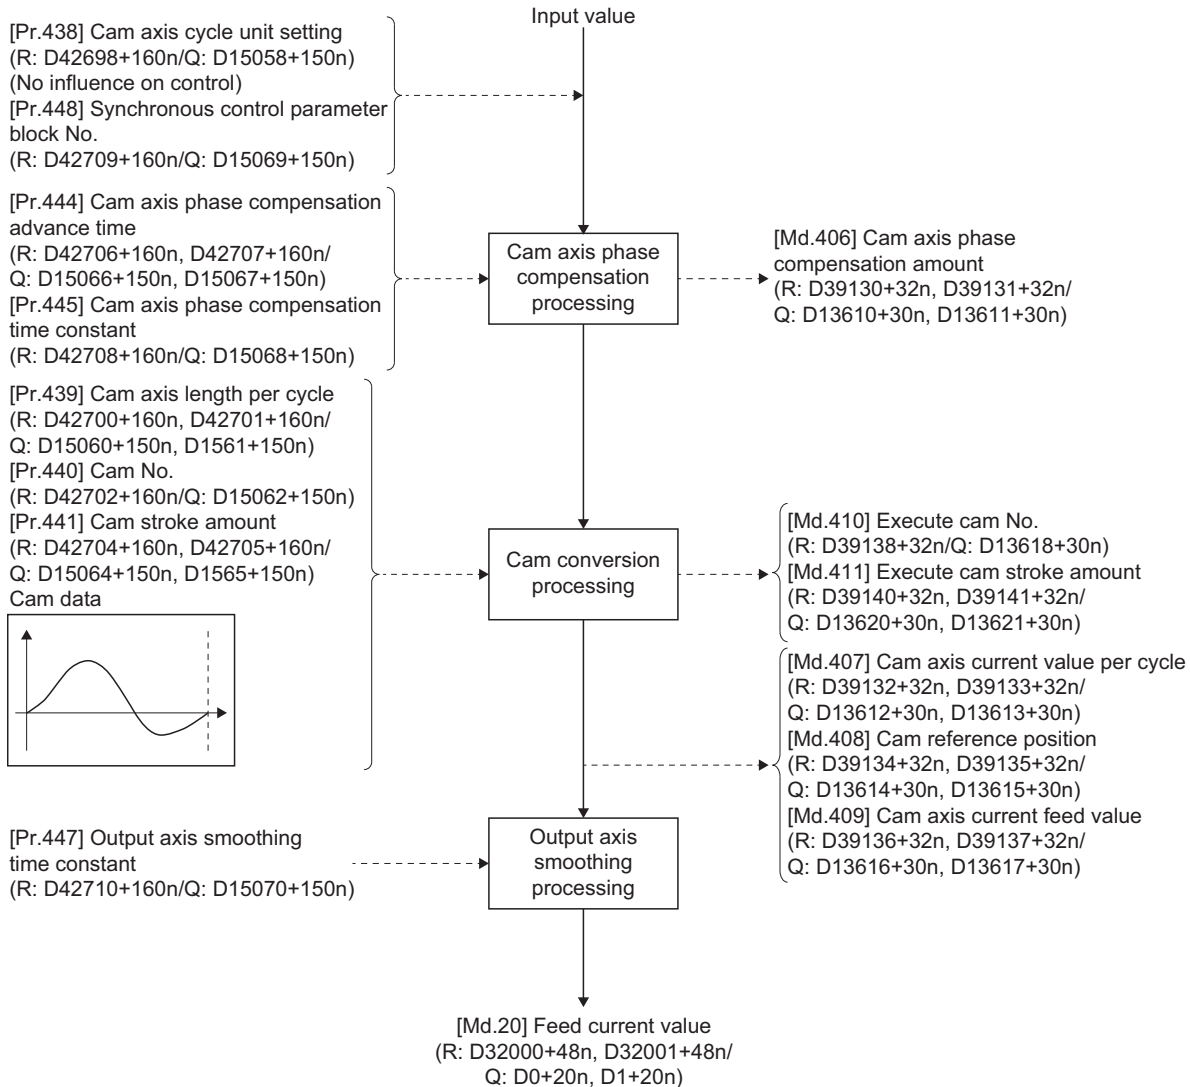 Input value
[Pr.438] Cam axis cycle unit setting
(R: D42698+160n/Q: D15058+150n)
(No influence on control)
[Pr.448] Synchronous control parameter
block No.
(R: D42709+160n/Q: D15069+150n)
[Pr.444] Cam axis phase compensation
advance time
(R: D42706+160n, D42707+160n/
Q: D15066+150n, D15067+150n)
[Pr.445] Cam axis phase compensation
time constant
(R: D42708+160n/Q: D15068+150n)
Cam axis phase
compensation
processing
[Md.406] Cam axis phase
compensation amount
(R: D39130+32n, D39131+32n/
Q: D13610+30n, D13611+30n)
[Pr.439] Cam axis length per cycle
(R: D42700+160n, D42701+160n/
Q: D15060+150n, D1561+150n)
[Pr.440] Cam No.
(R: D42702+160n/Q: D15062+150n)
[Pr.441] Cam stroke amount
(R: D42704+160n, D42705+160n/
Q: D15064+150n, D1565+150n)
Cam data
Cam conversion
processing
[Md.410] Execute cam No.
(R: D39138+32n/Q: D13618+30n)
[Md.411] Execute cam stroke amount
(R: D39140+32n, D39141+32n/
Q: D13620+30n, D13621+30n)
[Md.407] Cam axis current value per cycle
(R: D39132+32n, D39133+32n/
Q: D13612+30n, D13613+30n)
[Md.408] Cam reference position
(R: D39134+32n, D39135+32n/
Q: D13614+30n, D13615+30n)
[Md.409] Cam axis current feed value
(R: D39136+32n, D39137+32n/
Q: D13616+30n, D13617+30n)
[Pr.447] Output axis smoothing
time constant
(R: D42710+160n/Q: D15070+150n)
Output axis
smoothing
processing
[Md.20] Feed current value
(R: D32000+48n, D32001+48n/
Q: D0+20n, D1+20n)